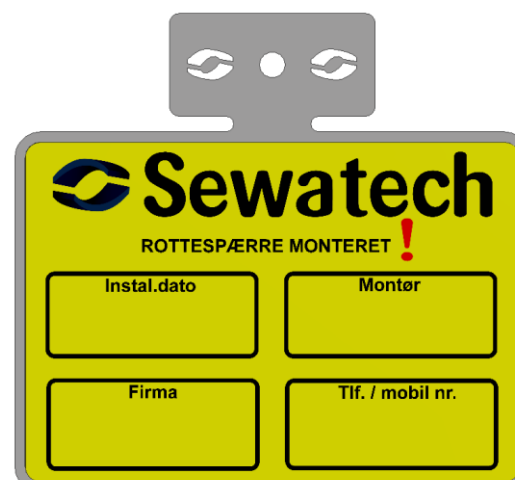 Sewatech
ROTTESPÆRRE MONTERET !
Instal.dato
Montør
Firma
Tlf. / mobil nr.